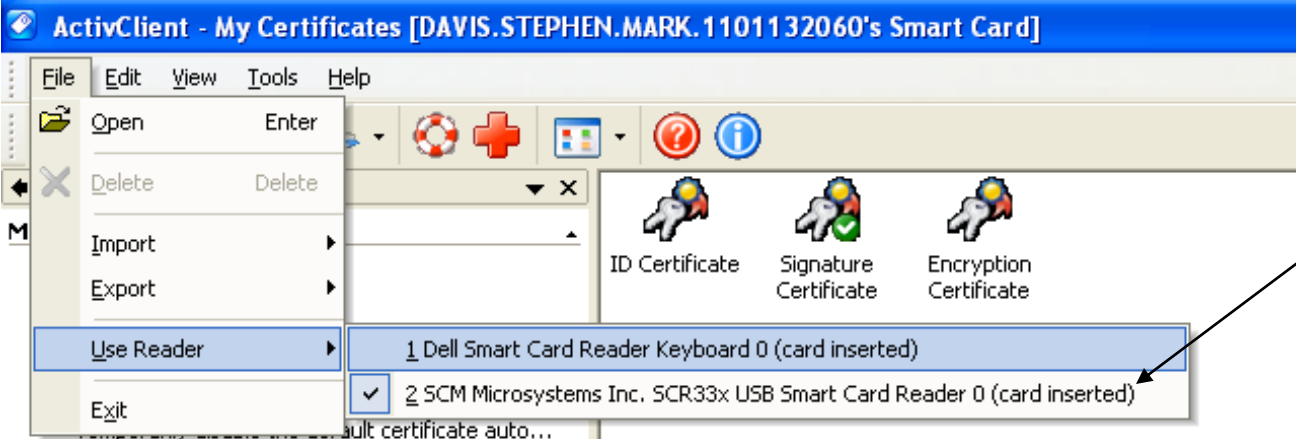 ActivClient - My Certificates [DAVIS.STEPHEN.MARK.1101132060's Smart Card]
File Edit View Tools Help
Open Enter
Delete Delete
M
Import
Export
ID Certificate
Signature Certificate
Encryption Certificate
Use Reader
1 Dell Smart Card Reader Keyboard 0 (card inserted)
2 SCM Microsystems Inc. SCR33x USB Smart Card Reader 0 (card inserted)
Exit
certificate auto...